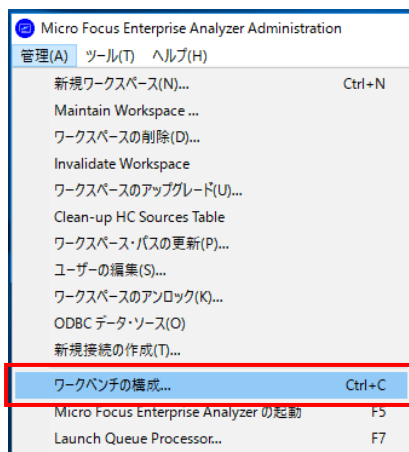 Micro Focus Enterprise Analyzer Administration
管理(A) ツール(T) ヘルプ(H)
新規ワークスペース(N)... Ctrl+N
Maintain Workspace ...
ワークスペースの削除(D)...
Invalidate Workspace
ワークスペースのアップグレード(U)...
Clean-up HC Sources Table
ワークスペース・パスの更新(P)...
ユーザーの編集(S)...
ワークスペースのアンロック(K)...
ODBC データ・ソース(O)
新規接続の作成(T)...
ワークベンチの構成... Ctrl+C
Micro Focus Enterprise Analyzer の起動 F5
Launch Queue Processor... F7